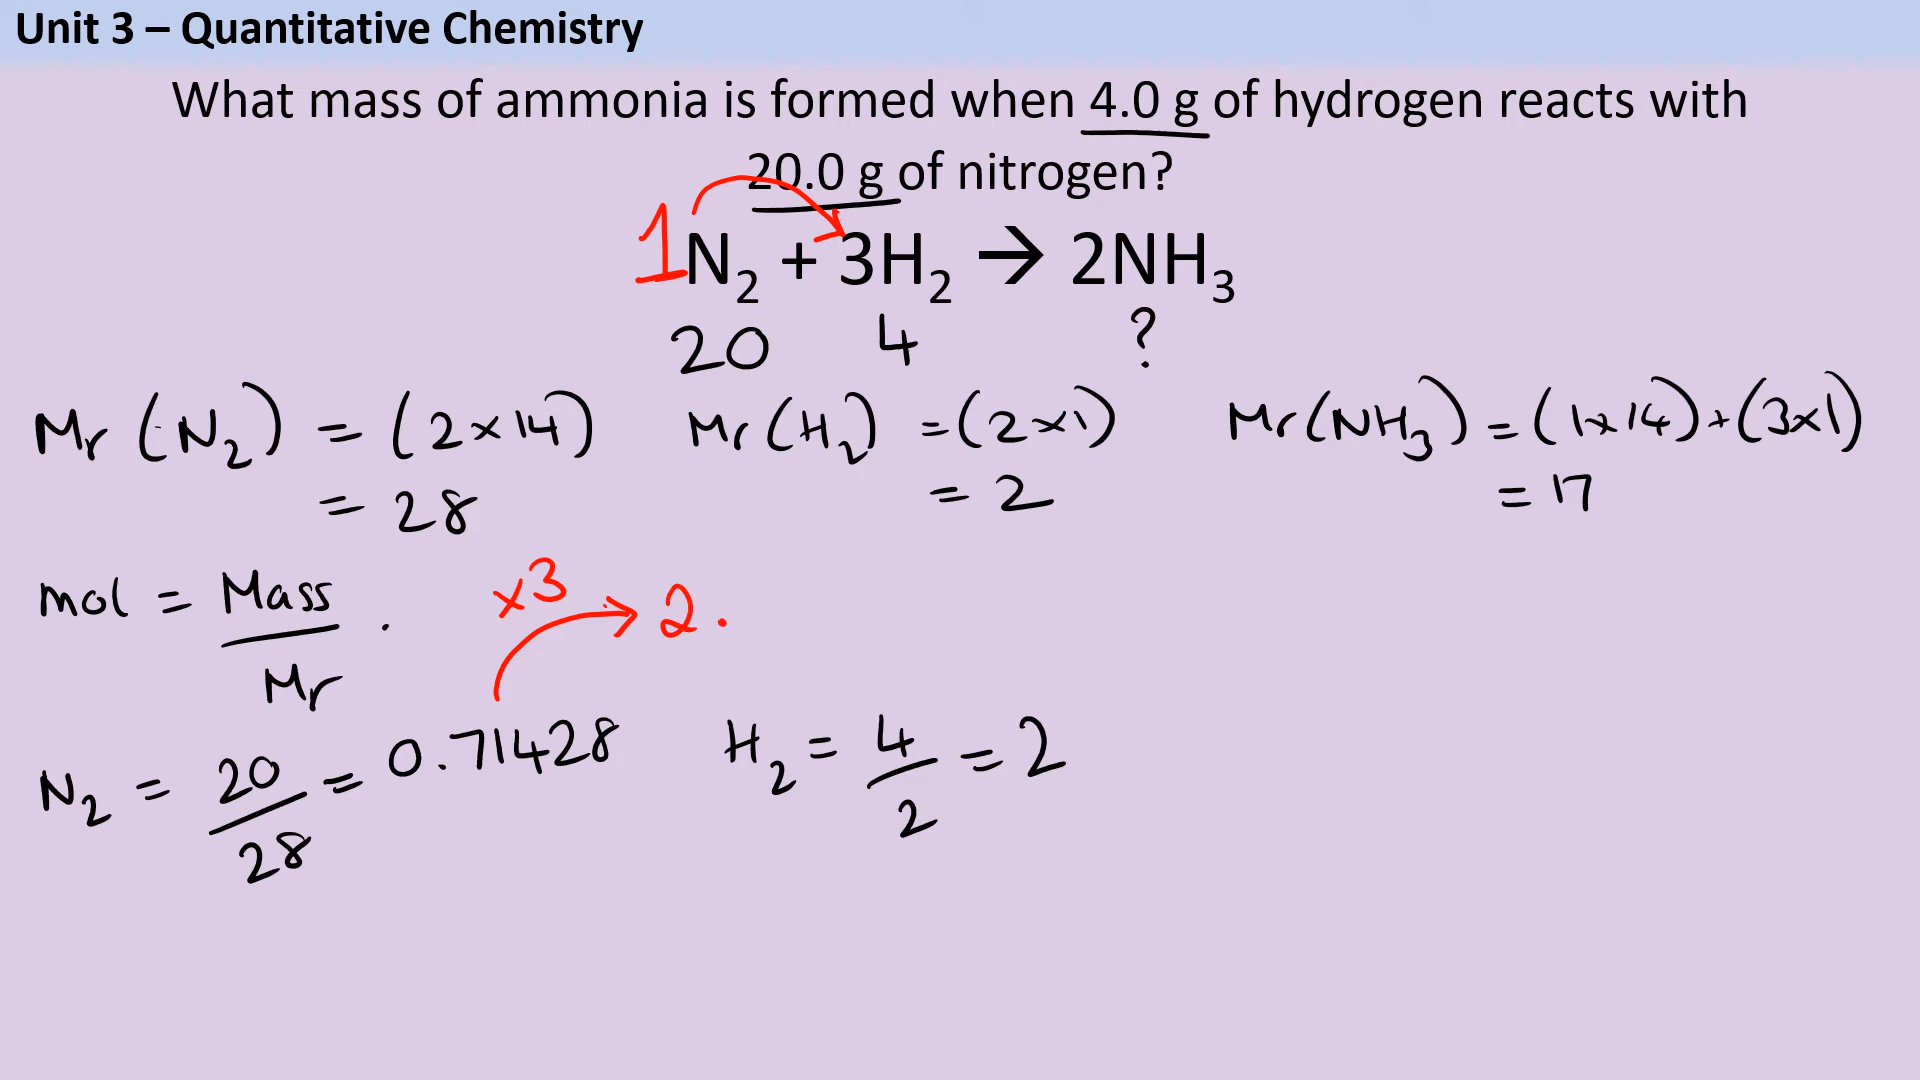 Unit 3 – Quantitative Chemistry
What mass of ammonia is formed when 4.0 g of hydrogen reacts with
20.0 g of nitrogen?
1N₂ + 3H₂ → 2NH₃
20 4 ?
Mr (N₂) = (2 × 14) Mr (H₂) = (2 × 1) Mr (NH₃) = (1 × 14) + (3 × 1)
= 28 = 2 = 17
mol = Mass / Mr ×3 → 2.
N₂ = 20/28 = 0.71428 H₂ = 4/2 = 2